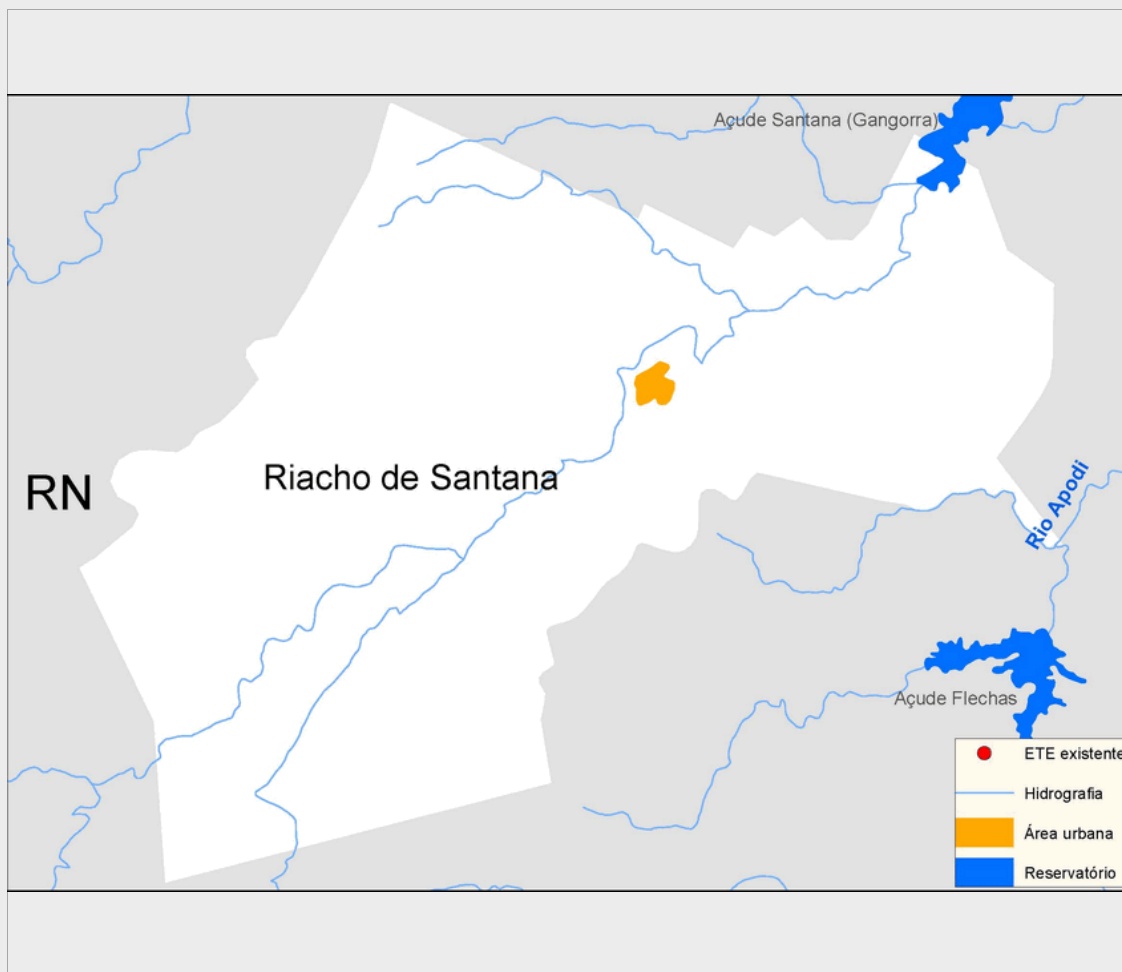 Açude Santana (Gangorra)
Riacho de Santana
RN
Rio Apodi
Açude Flechas
ETE existente
Hidrografia
Área urbana
Reservatório